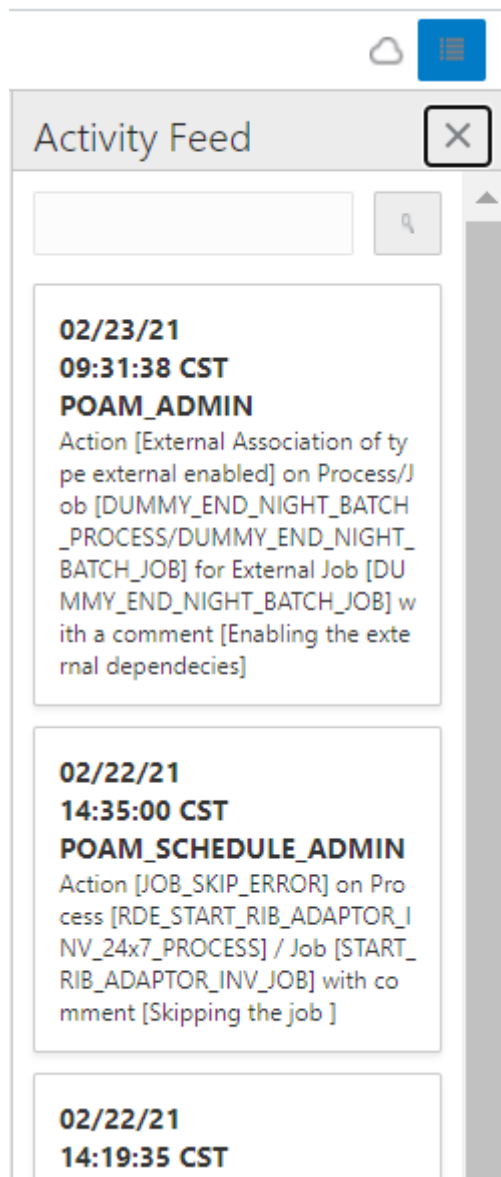 Activity Feed
02/23/21
09:31:38 CST
POAM_ADMIN
Action [External Association of ty
pe external enabled] on Process/J
ob [DUMMY_END_NIGHT_BATCH
_PROCESS/DUMMY_END_NIGHT_
BATCH_JOB] for External Job [DU
MMY_END_NIGHT_BATCH_JOB] w
ith a comment [Enabling the exte
rnal dependecies]
02/22/21
14:35:00 CST
POAM_SCHEDULE_ADMIN
Action [JOB_SKIP_ERROR] on Pro
cess [RDE_START_RIB_ADAPTOR_I
NV_24x7_PROCESS] / Job [START_
RIB_ADAPTOR_INV_JOB] with co
mment [Skipping the job ]
02/22/21
14:19:35 CST